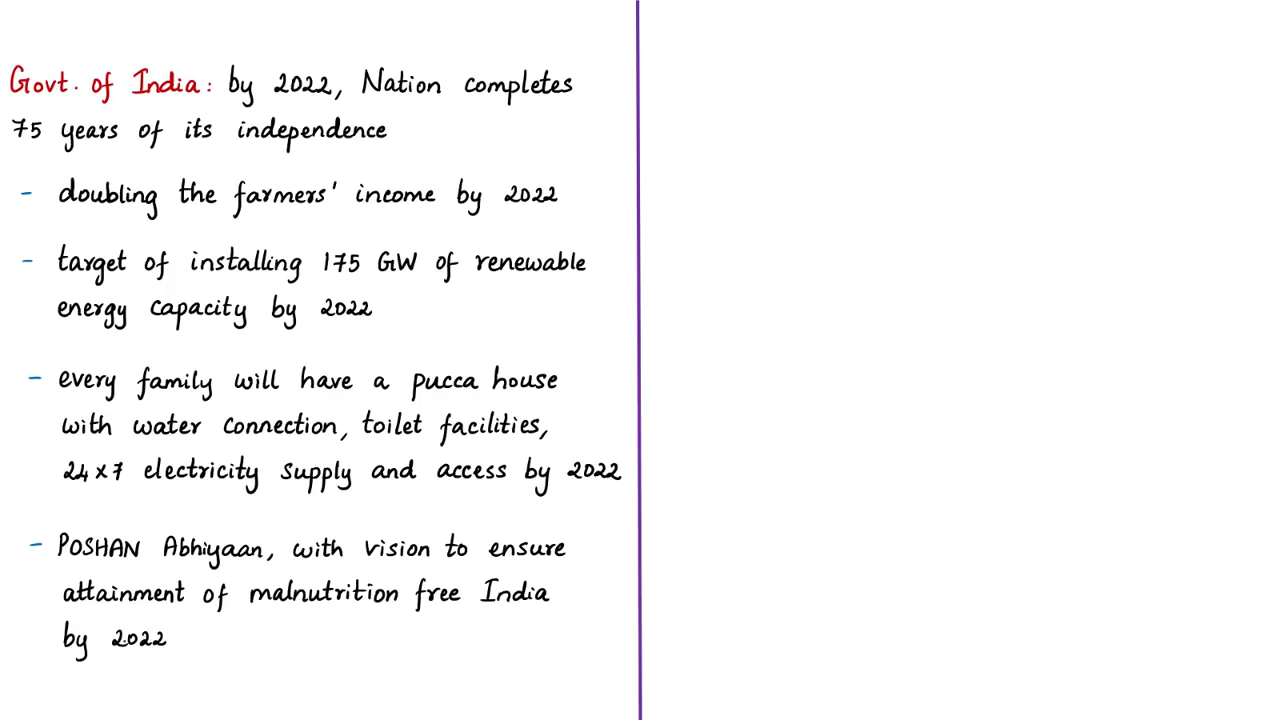 Govt. of India: by 2022, Nation completes
75 years of its independence
- doubling the farmers' income by 2022
- target of installing 175 GW of renewable
energy capacity by 2022
- every family will have a pucca house
with water connection, toilet facilities,
24x7 electricity supply and access by 2022
- POSHAN Abhiyaan, with vision to ensure
attainment of malnutrition free India
by 2022